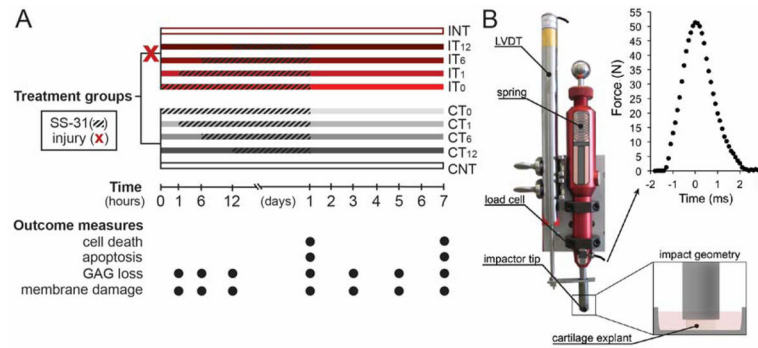 A
INT
IT12
IT6
IT1
IT0
Treatment groups
SS-31( )
injury (X)
CT0
CT1
CT6
CT12
CNT
Time
(hours)
0 1 6 12 (days) 1 2 3 4 5 6 7
Outcome measures
cell death
apoptosis
GAG loss
membrane damage
B
LVDT
spring
load cell
impactor tip
cartilage explant
impact geometry
Force (N)
55
50
45
40
35
30
25
20
15
10
5
0
-2 -1 0 1 2
Time (ms)